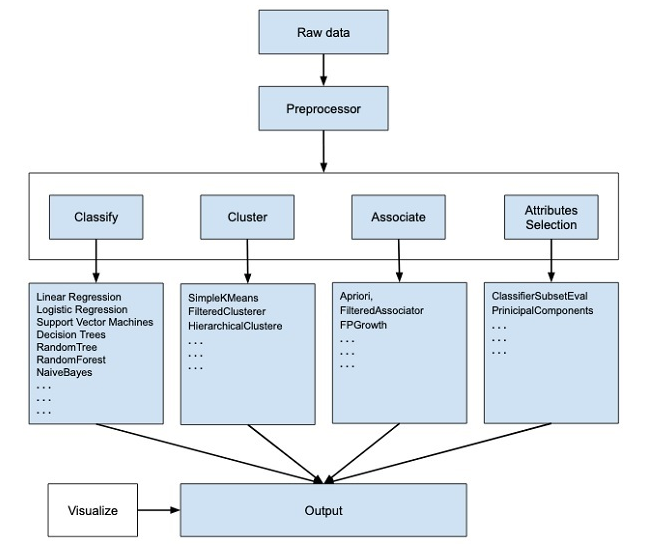 Raw data
Preprocessor
Classify
Cluster
Associate
Attributes
Selection
Linear Regression
Logistic Regression
Support Vector Machines
Decision Trees
RandomTree
RandomForest
NaiveBayes
. . .
. . .
. . .
SimpleKMeans
FilteredClusterer
HierarchicalClustere
. . .
. . .
. . .
Apriori,
FilteredAssociator
FPGrowth
. . .
. . .
. . .
ClassifierSubsetEval
PrinicipalComponents
. . .
. . .
. . .
Visualize
Output